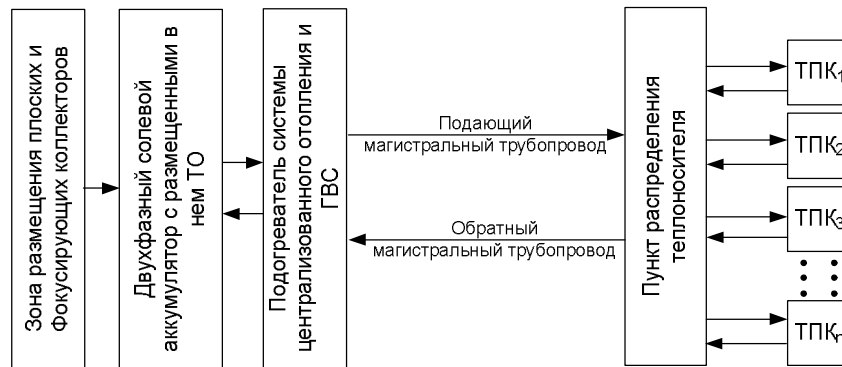 Зона размещения плоских и
Фокусирующих коллекторов
Двухфазный солевой
аккумулятор с размещенными в
нем ТО
Подогреватель системы
централизованного отопления и
ГВС
Подающий
магистральный трубопровод
Обратный
магистральный трубопровод
Пункт распределения
теплоносителя
ТПК1
ТПК2
ТПК3
ТПКn